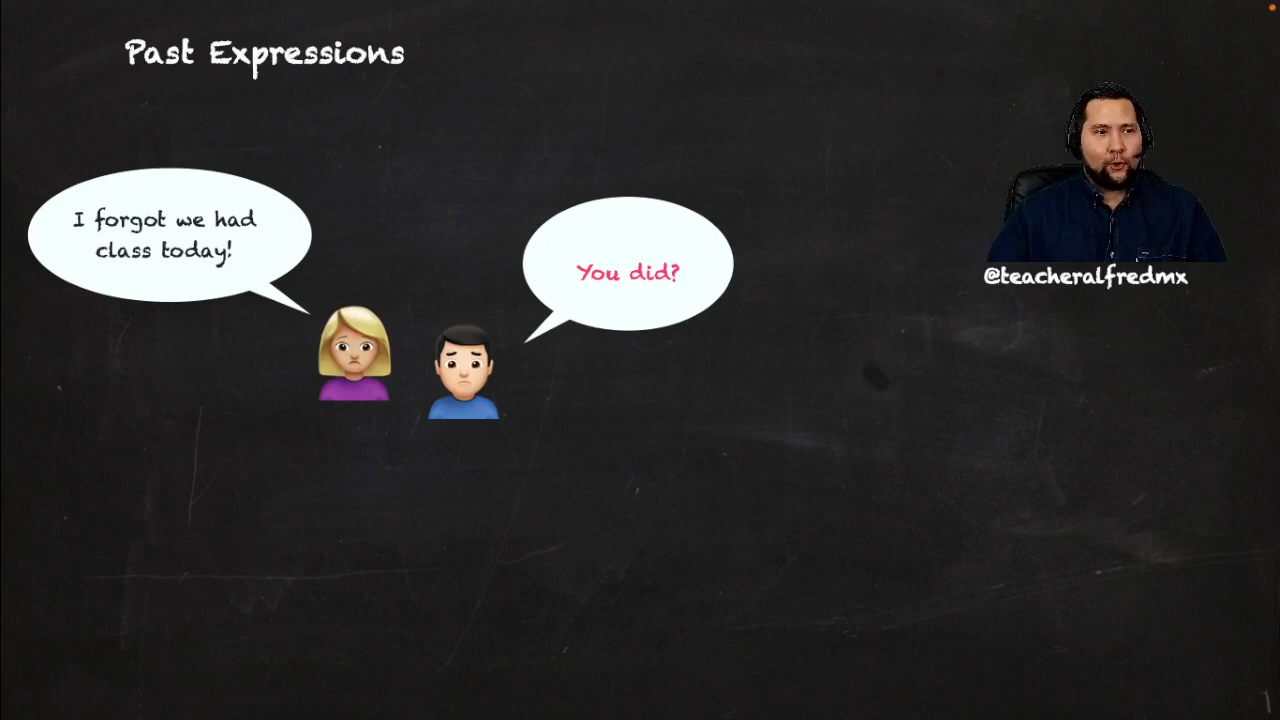 Past Expressions
I forgot we had
class today!
You did?
@teacheralfredmx